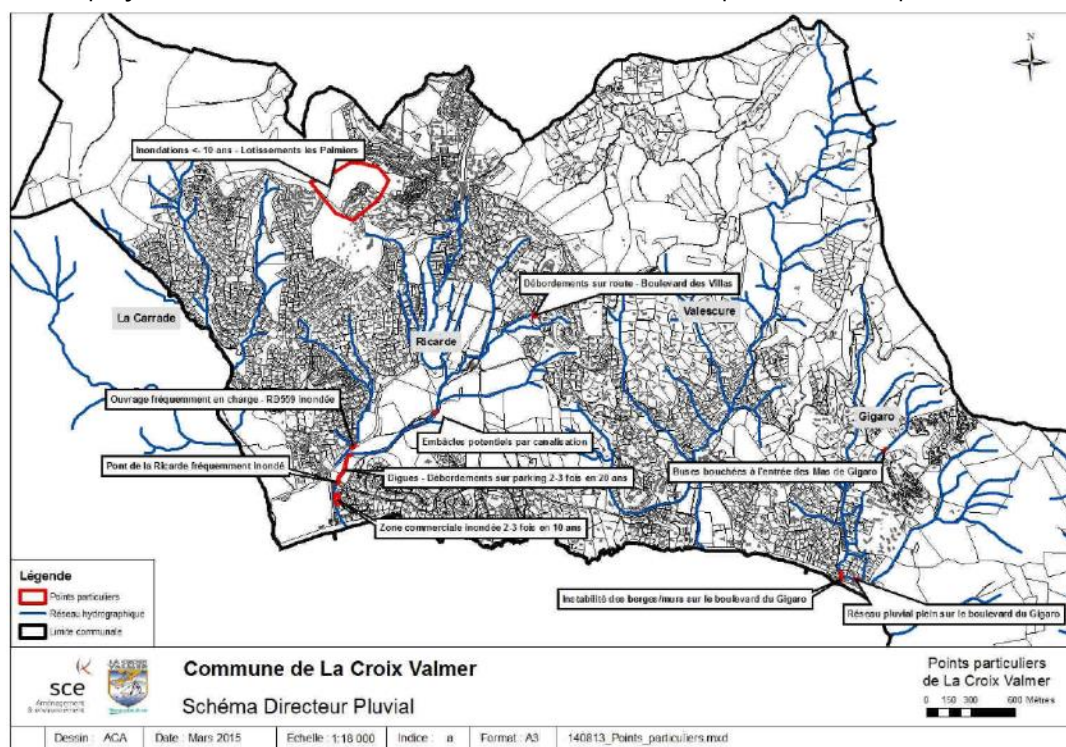 N
Inondations <- 10 ans - Lotissements les Palmiers
Débordements sur route - Boulevard des Villas
La Carrade
Valescure
Ricarde
Ouvrage fréquemment en charge - RD559 inondée
Gigaro
Embâcles potentiels par canalisation
Pont de la Ricarde fréquemment inondé
Buses bouchées à l'entrée des Mas de Gigaro
Digues - Débordements sur parking 2-3 fois en 20 ans
Zone commerciale inondée 2-3 fois en 10 ans
Instabilité des berges/murs sur le boulevard du Gigaro
Réseau pluvial plein sur le boulevard du Gigaro
Légende
Points particuliers
Réseau hydrographique
Limite communale
sce
Aménagement
& environnement
Commune de La Croix Valmer
Schéma Directeur Pluvial
Points particuliers
de La Croix Valmer
0 150 300 600 Mètres
Dessin : AGA Date : Mars 2015 Echelle : 1:18 000 Indice : a Format : A3 140813_Points_particuliers.mxd